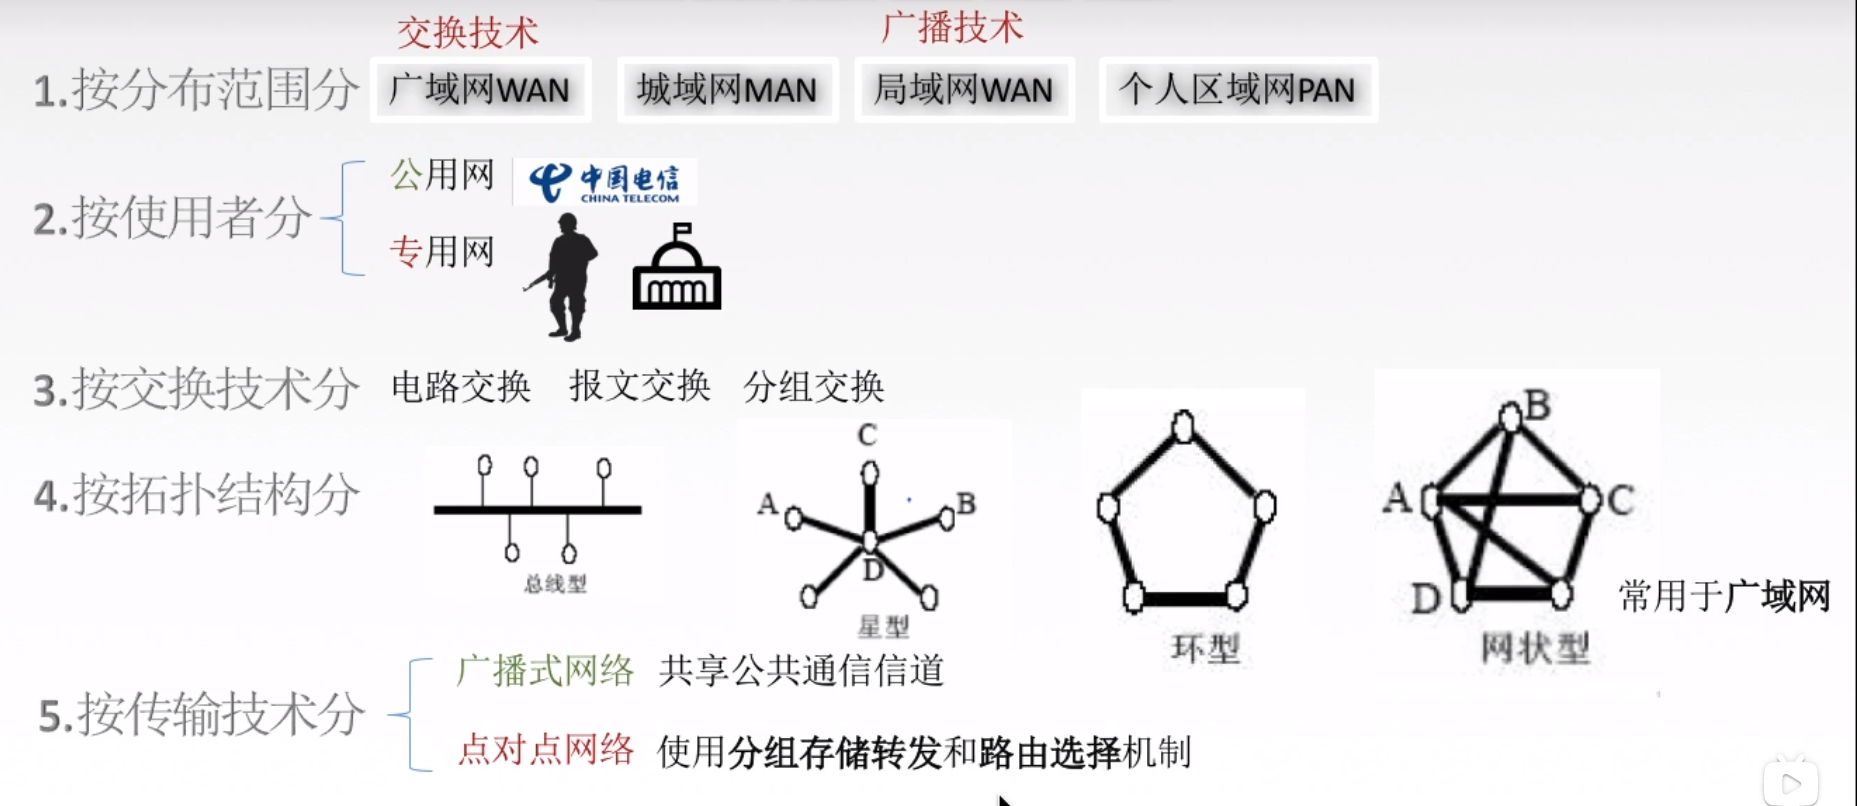 交换技术 广播技术
1.按分布范围分 广域网WAN 城域网MAN 局域网WAN 个人区域网PAN
2.按使用者分
公用网 中国电信
CHINA TELECOM
专用网
3.按交换技术分 电路交换 报文交换 分组交换
4.按拓扑结构分
总线型
C
A B
D
星型
环型
B
A C
D
网状型
常用于广域网
5.按传输技术分
广播式网络 共享公共通信信道
点对点网络 使用分组存储转发和路由选择机制